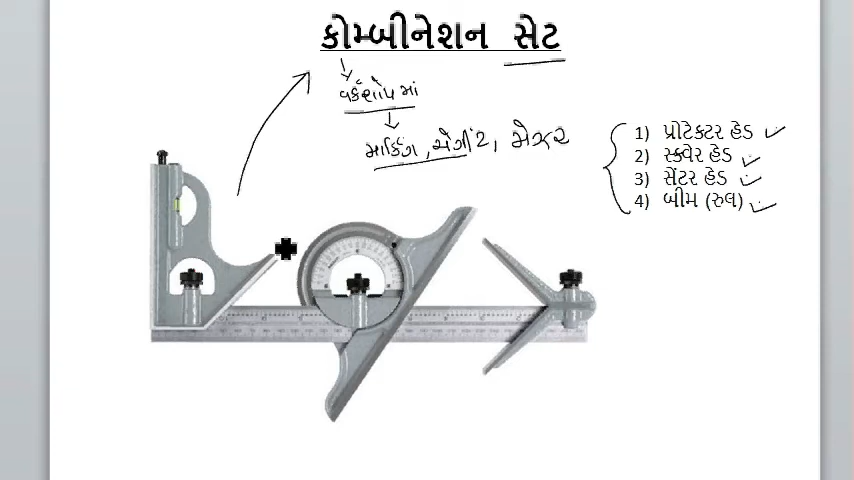 કોમ્બીનેશન સેટ
વર્કશોપ માં
માર્કિંગ, ચેકીંગ, મેઝર
1) પ્રોટેક્ટર હેડ
2) સ્ક્વેર હેડ
3) સેંટર હેડ
4) બીમ (રુલ)